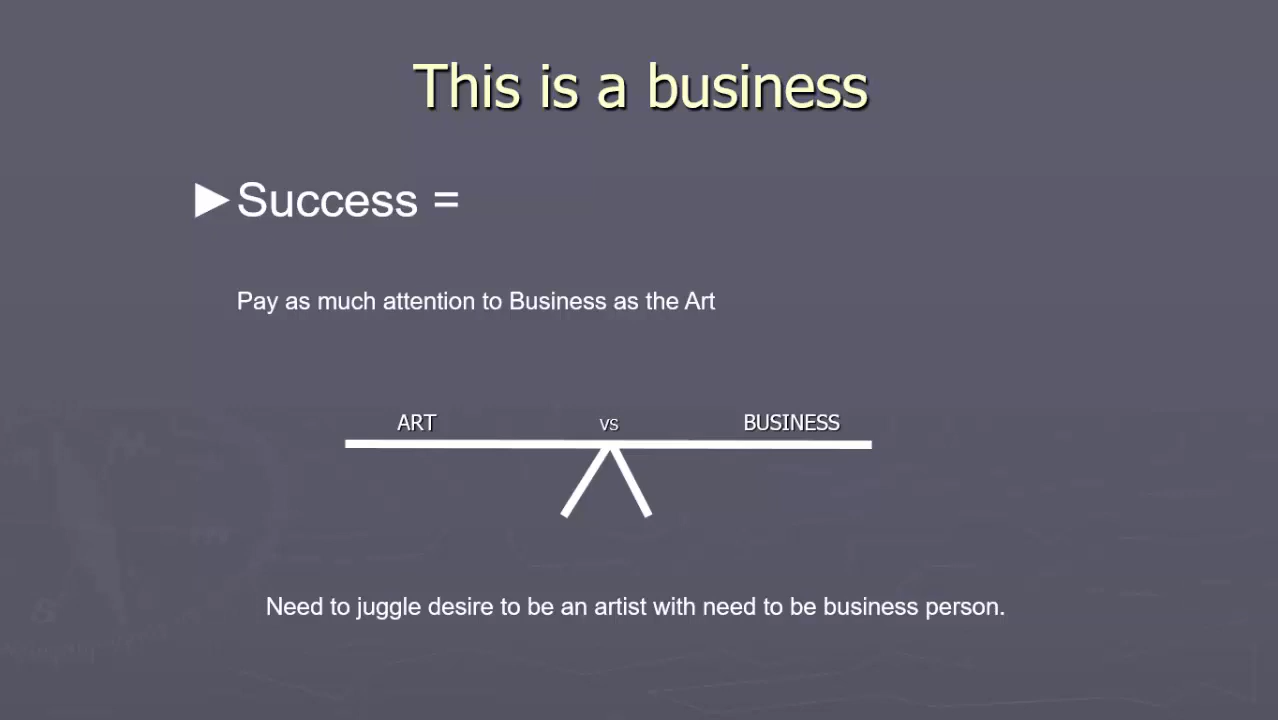 This is a business
►Success =
Pay as much attention to Business as the Art
ART vs BUSINESS
Need to juggle desire to be an artist with need to be business person.